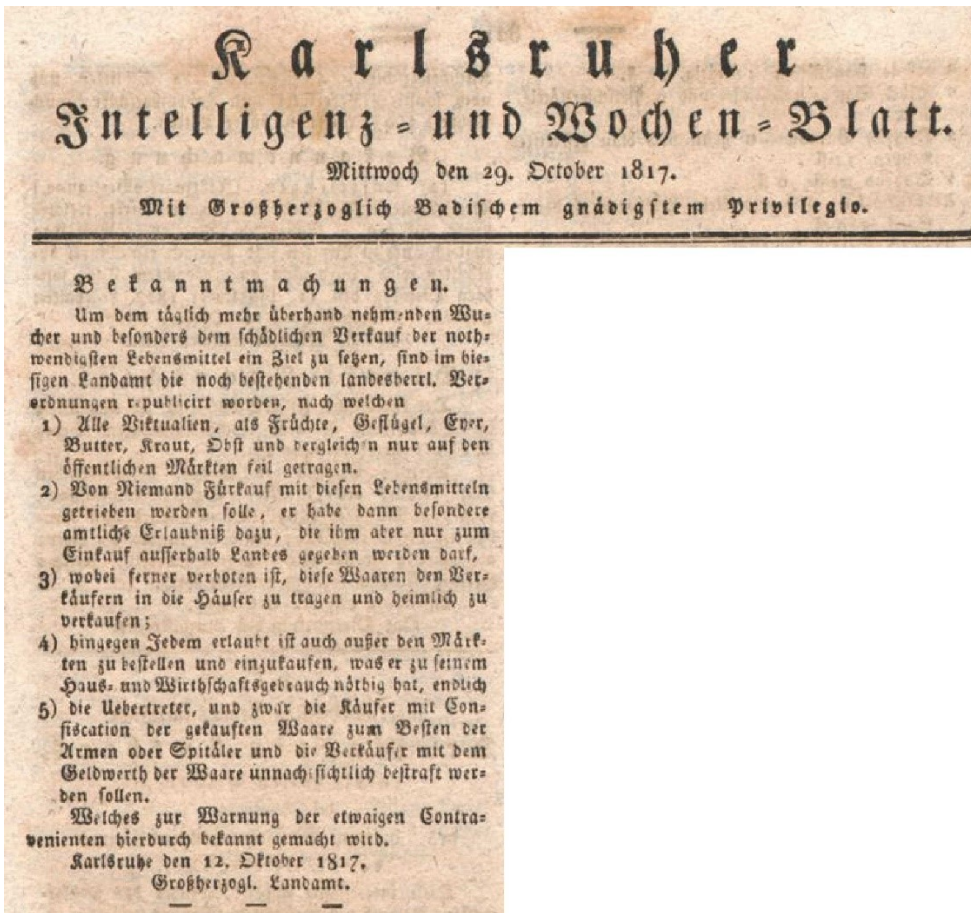 Karlsruher
Intelligenz- und Wochen-Blatt.
Mittwoch den 29. October 1817.
Mit Großherzoglich Badischem gnädigstem Privilegio.
Bekanntmachungen.
Um dem täglich mehr überhand nehmenden Wu-
cher und besonders dem schädlichen Verkauf der noth-
wendigsten Lebensmittel ein Ziel zu setzen, sind im hie-
sigen Landamt die noch bestehenden landesherrl. Ver-
ordnungen republicirt worden, nach welchen
1) Alle Viktualien, als Früchte, Geflügel, Eyer,
Butter, Kraut, Obst und dergleichen nur auf den
öffentlichen Märkten feil getragen.
2) Von Niemand Fürkauf mit diesen Lebensmitteln
getrieben werden solle, er habe dann besondere
amtliche Erlaubniß dazu, die ihm aber nur zum
Einkauf ausserhalb Landes gegeben werden darf,
3) wobei ferner verboten ist, diese Waaren den Ver-
käufern in die Häuser zu tragen und heimlich zu
verkaufen;
4) hingegen Jedem erlaubt ist auch außer den Märk-
ten zu bestellen und einzukaufen, was er zu seinem
Haus- und Wirthschaftsgebrauch nöthig hat, endlich
5) die Uebertreter, und zwar die Käufer mit Con-
fiscation der gekauften Waare zum Besten der
Armen oder Spitäler und die Verkäufer mit dem
Geldwerth der Waare unnachsichtlich bestraft wer-
den sollen.
Welches zur Warnung der etwaigen Contra-
venienten hierdurch bekannt gemacht wird.
Karlsruhe den 12. Oktober 1817.
Großherzogl. Landamt.